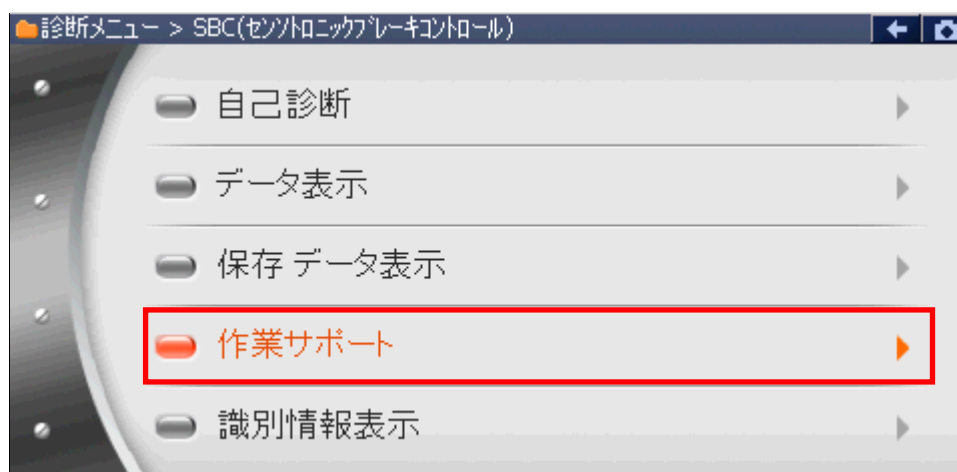 診断メニュー > SBC(ｾﾝｿﾄﾛﾆｯｸﾌﾞﾚｰｷｺﾝﾄﾛｰﾙ)
自己診断
データ表示
保存 データ表示
作業サポート
識別情報表示